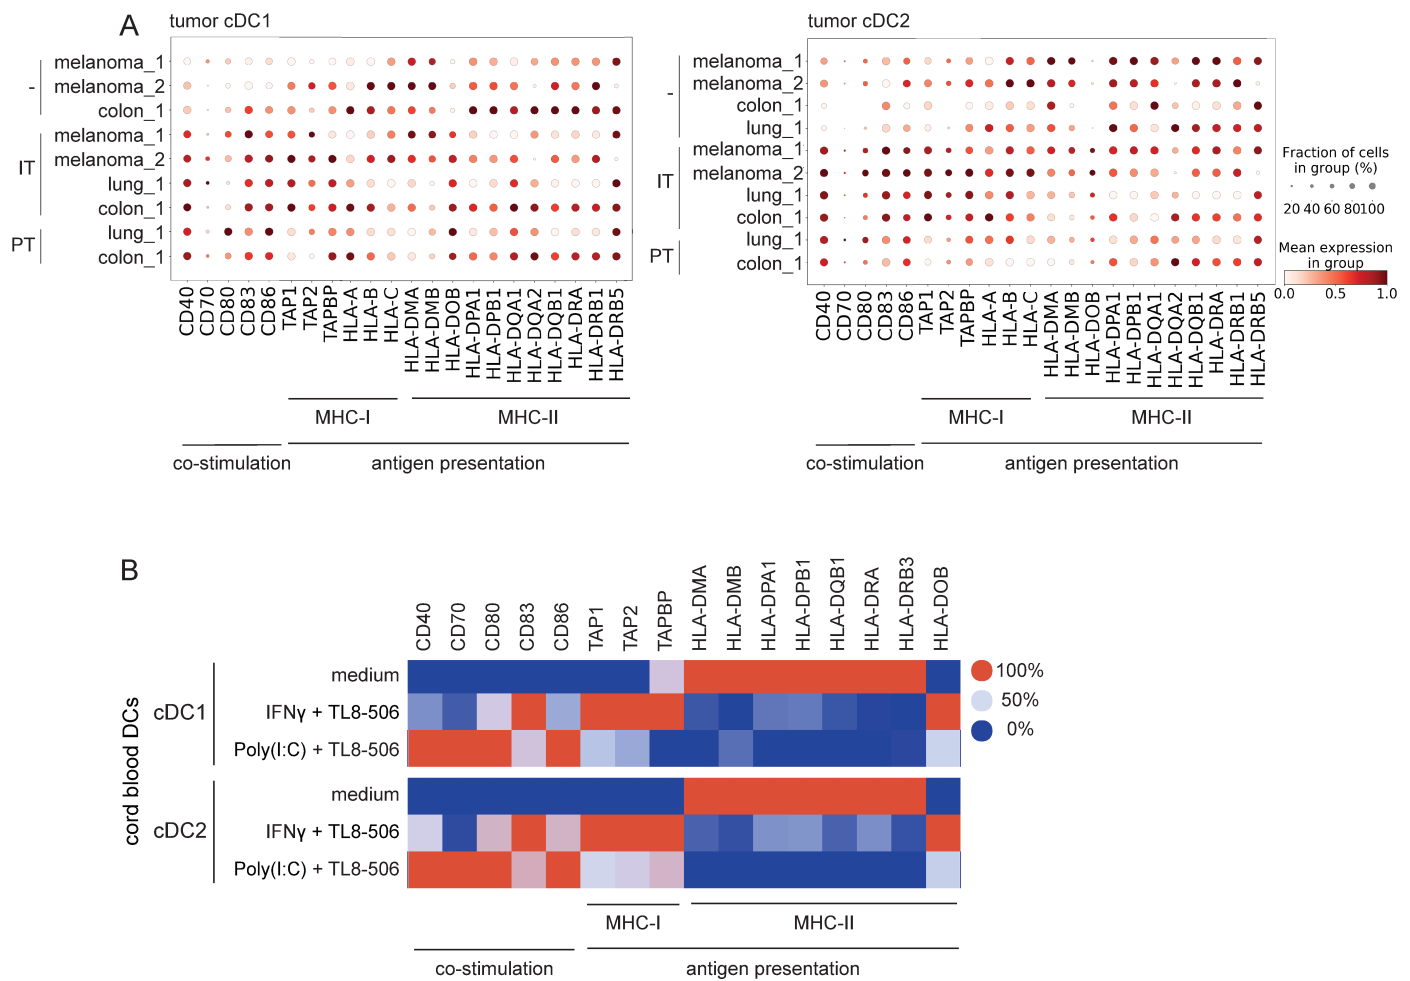 A
tumor cDC1
tumor cDC2
-
melanoma_1
melanoma_2
colon_1
IT
melanoma_1
melanoma_2
lung_1
colon_1
PT
lung_1
colon_1
CD40 CD70 CD80 CD83 CD86 TAP1 TAP2 TAPBP HLA-A HLA-B HLA-C HLA-DMA HLA-DMB HLA-DOB HLA-DPA1 HLA-DPB1 HLA-DQA1 HLA-DQA2 HLA-DQB1 HLA-DRA HLA-DRB1 HLA-DRB5
MHC-I MHC-II
co-stimulation antigen presentation
-
melanoma_1
melanoma_2
colon_1
lung_1
IT
melanoma_1
melanoma_2
lung_1
colon_1
PT
lung_1
colon_1
CD40 CD70 CD80 CD83 CD86 TAP1 TAP2 TAPBP HLA-A HLA-B HLA-C HLA-DMA HLA-DMB HLA-DOB HLA-DPA1 HLA-DPB1 HLA-DQA1 HLA-DQA2 HLA-DQB1 HLA-DRA HLA-DRB1 HLA-DRB5
MHC-I MHC-II
co-stimulation antigen presentation
Fraction of cells
in group (%)
20 40 60 80 100
Mean expression
in group
0.0 0.5 1.0
B
CD40 CD70 CD80 CD83 CD86 TAP1 TAP2 TAPBP HLA-DMA HLA-DMB HLA-DPA1 HLA-DPB1 HLA-DQB1 HLA-DRA HLA-DRB3 HLA-DOB
cord blood DCs
cDC1
medium
IFNγ + TL8-506
Poly(I:C) + TL8-506
cDC2
medium
IFNγ + TL8-506
Poly(I:C) + TL8-506
100%
50%
0%
MHC-I MHC-II
co-stimulation antigen presentation